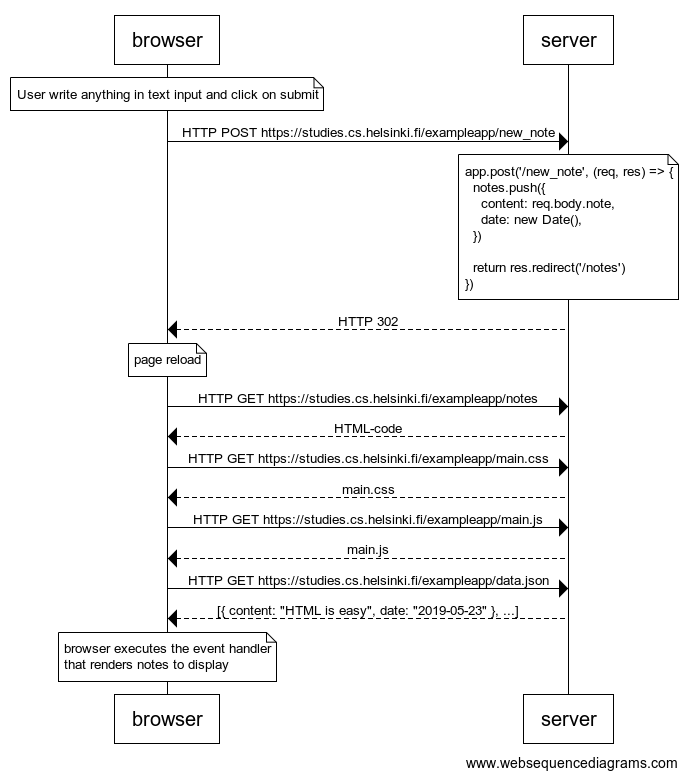 browser
server
User write anything in text input and click on submit
HTTP POST https://studies.cs.helsinki.fi/exampleapp/new_note
app.post('/new_note', (req, res) => {
notes.push({
content: req.body.note,
date: new Date(),
})
return res.redirect('/notes')
})
HTTP 302
page reload
HTTP GET https://studies.cs.helsinki.fi/exampleapp/notes
HTML-code
HTTP GET https://studies.cs.helsinki.fi/exampleapp/main.css
main.css
HTTP GET https://studies.cs.helsinki.fi/exampleapp/main.js
main.js
HTTP GET https://studies.cs.helsinki.fi/exampleapp/data.json
[{ content: "HTML is easy", date: "2019-05-23" }, ...]
browser executes the event handler
that renders notes to display
browser
server
www.websequencediagrams.com